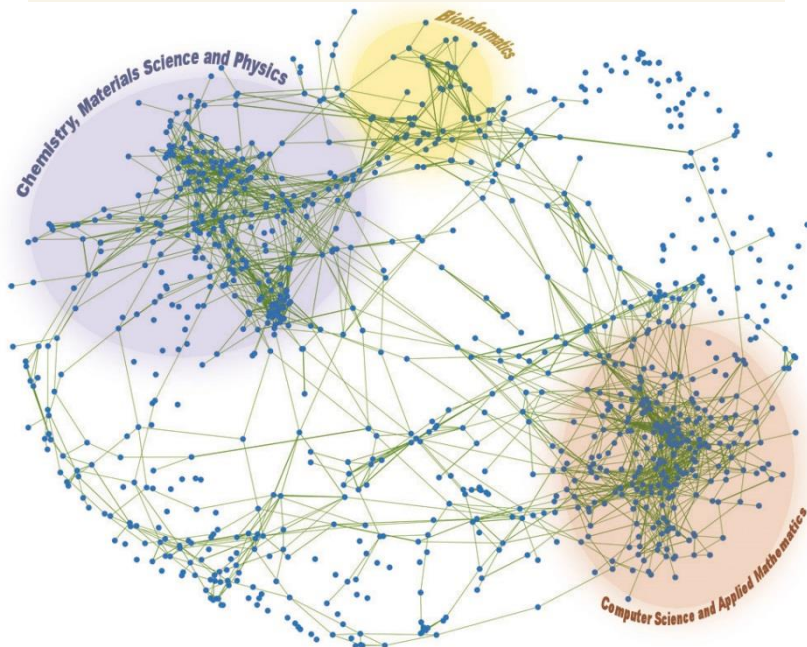 Bioinformatics
Chemistry, Materials Science and Physics
Computer Science and Applied Mathematics